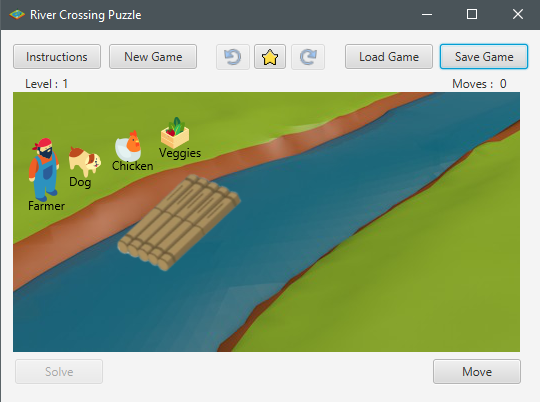 River Crossing Puzzle
Instructions
New Game
Load Game
Save Game
Level : 1
Moves : 0
Veggies
Chicken
Dog
Farmer
Solve
Move